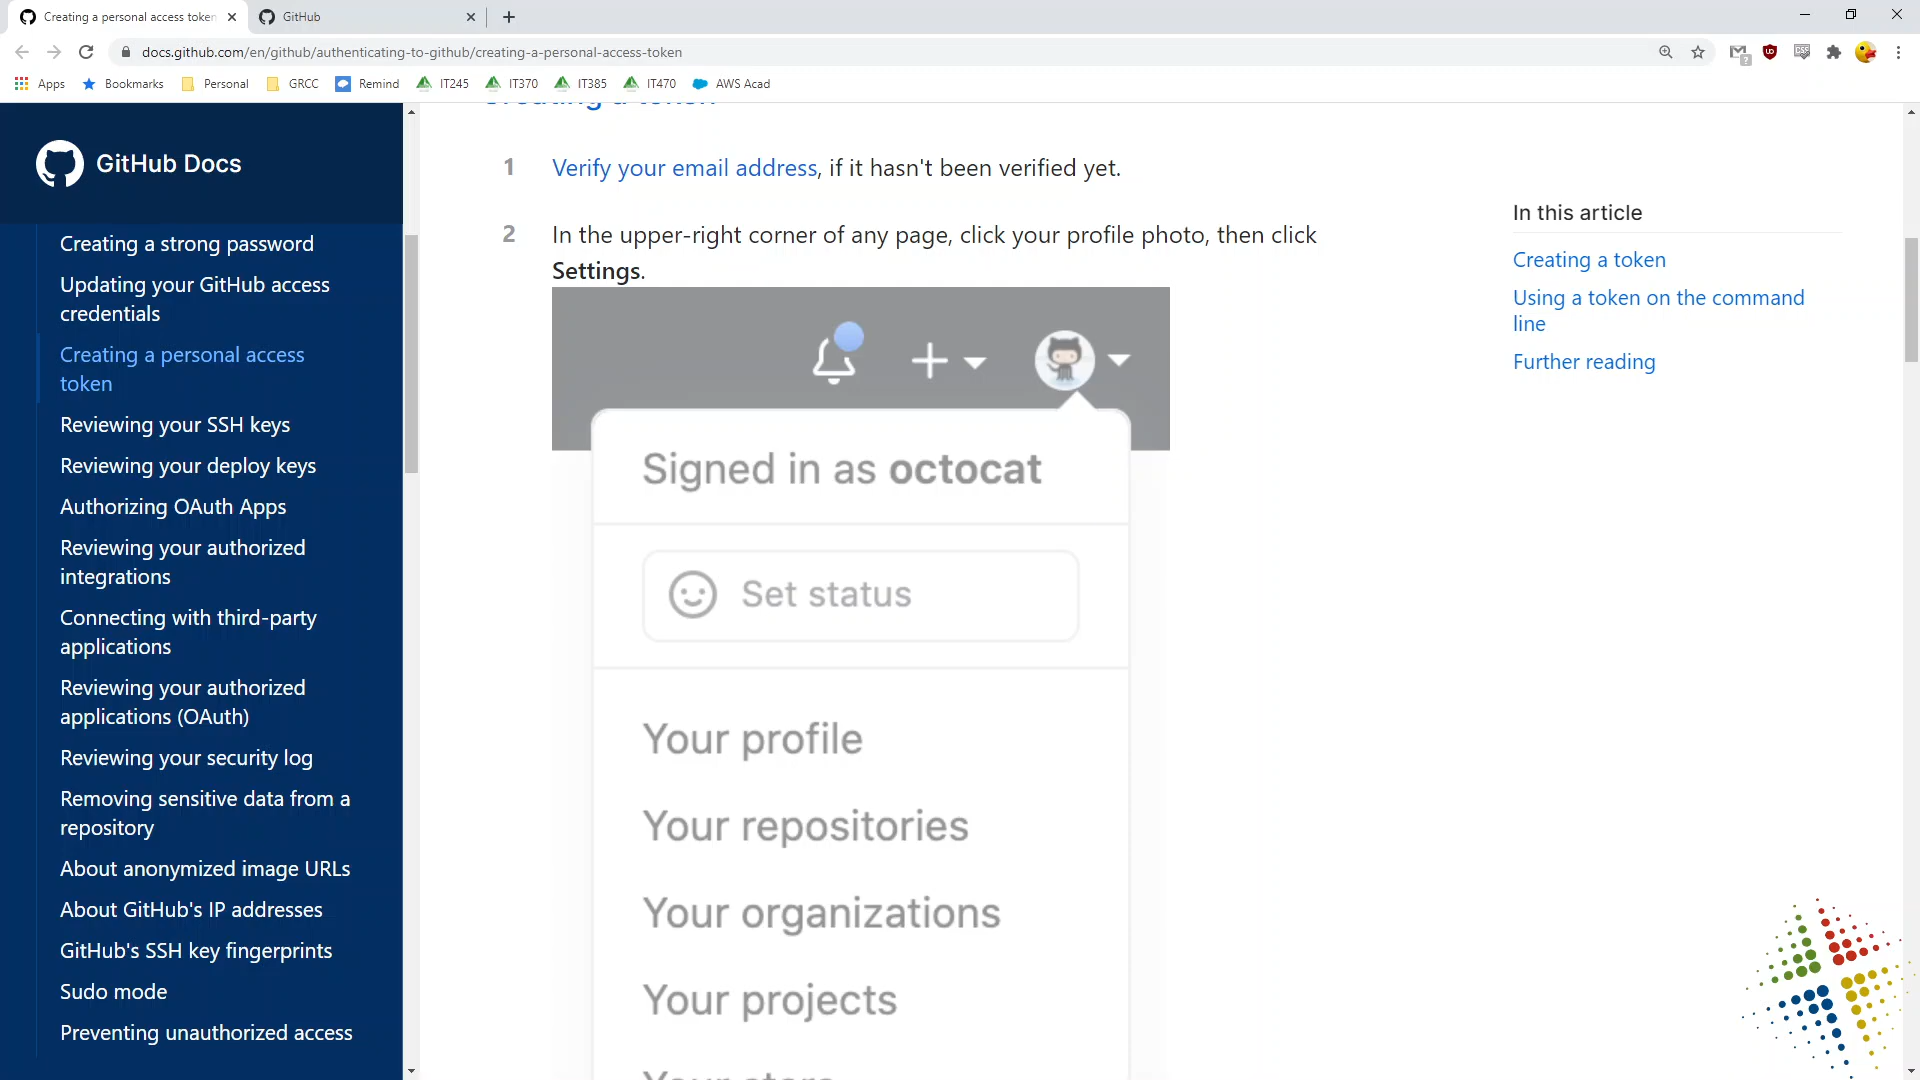 Creating a personal access token
GitHub
docs.github.com/en/github/authenticating-to-github/creating-a-personal-access-token
Apps
Bookmarks
Personal
GRCC
Remind
IT245
IT370
IT385
IT470
AWS Acad
GitHub Docs
Creating a strong password
Updating your GitHub access
credentials
Creating a personal access
token
Reviewing your SSH keys
Reviewing your deploy keys
Authorizing OAuth Apps
Reviewing your authorized
integrations
Connecting with third-party
applications
Reviewing your authorized
applications (OAuth)
Reviewing your security log
Removing sensitive data from a
repository
About anonymized image URLs
About GitHub's IP addresses
GitHub's SSH key fingerprints
Sudo mode
Preventing unauthorized access
Creating a token
1 Verify your email address, if it hasn't been verified yet.
2 In the upper-right corner of any page, click your profile photo, then click
Settings.
Signed in as octocat
Set status
Your profile
Your repositories
Your organizations
Your projects
In this article
Creating a token
Using a token on the command
line
Further reading